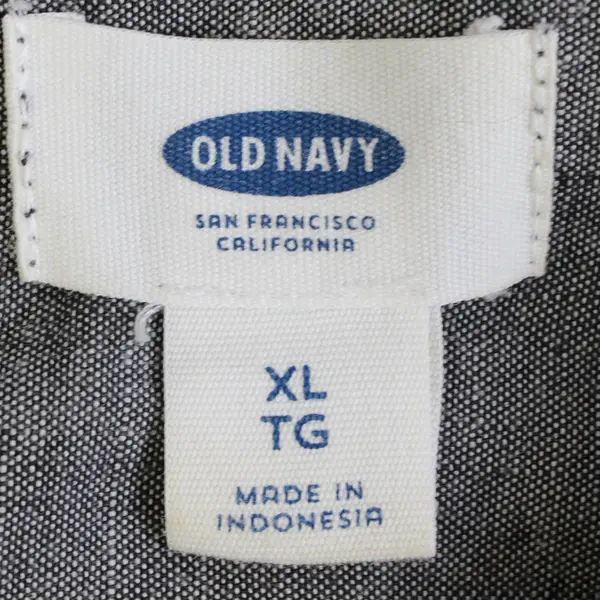 OLD NAVY
SAN FRANCISCO
CALIFORNIA
XL
TG
MADE IN
INDONESIA